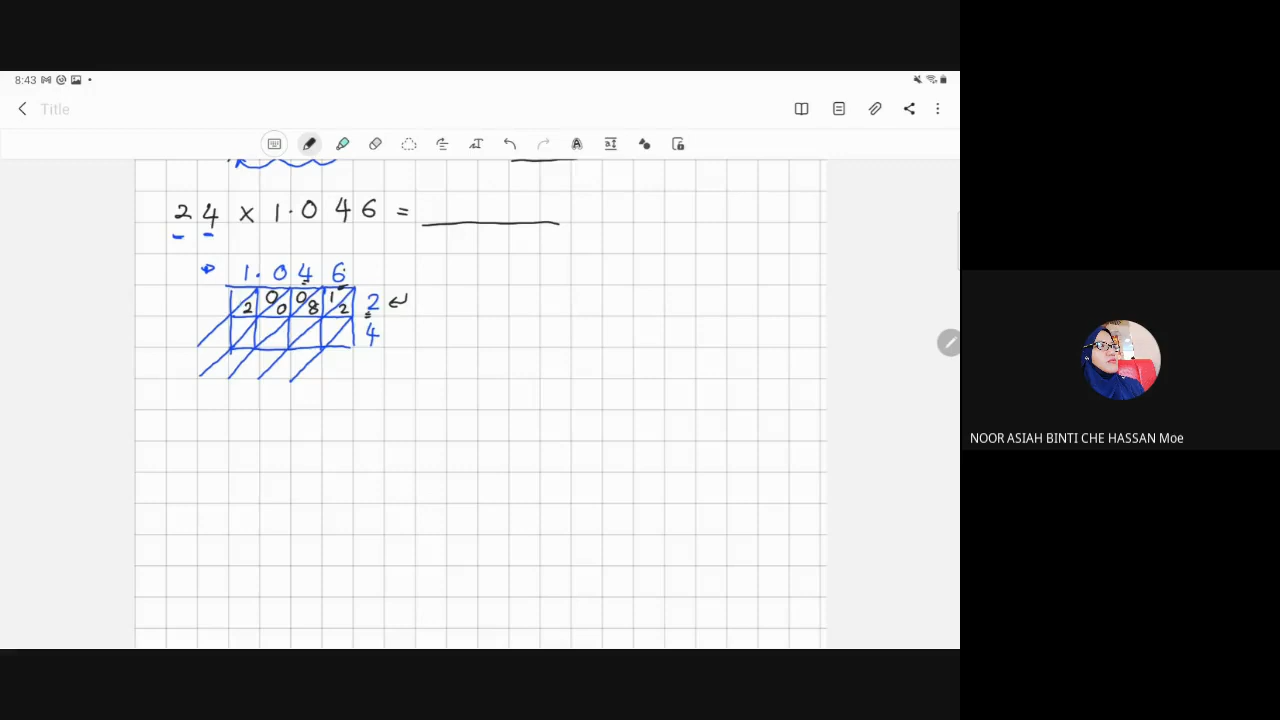 8:43
Title
24 × 1.046 = ______
1.046
2 0 0 0 8 1 2 2 ↵
4
NOOR ASIAH BINTI CHE HASSAN Moe